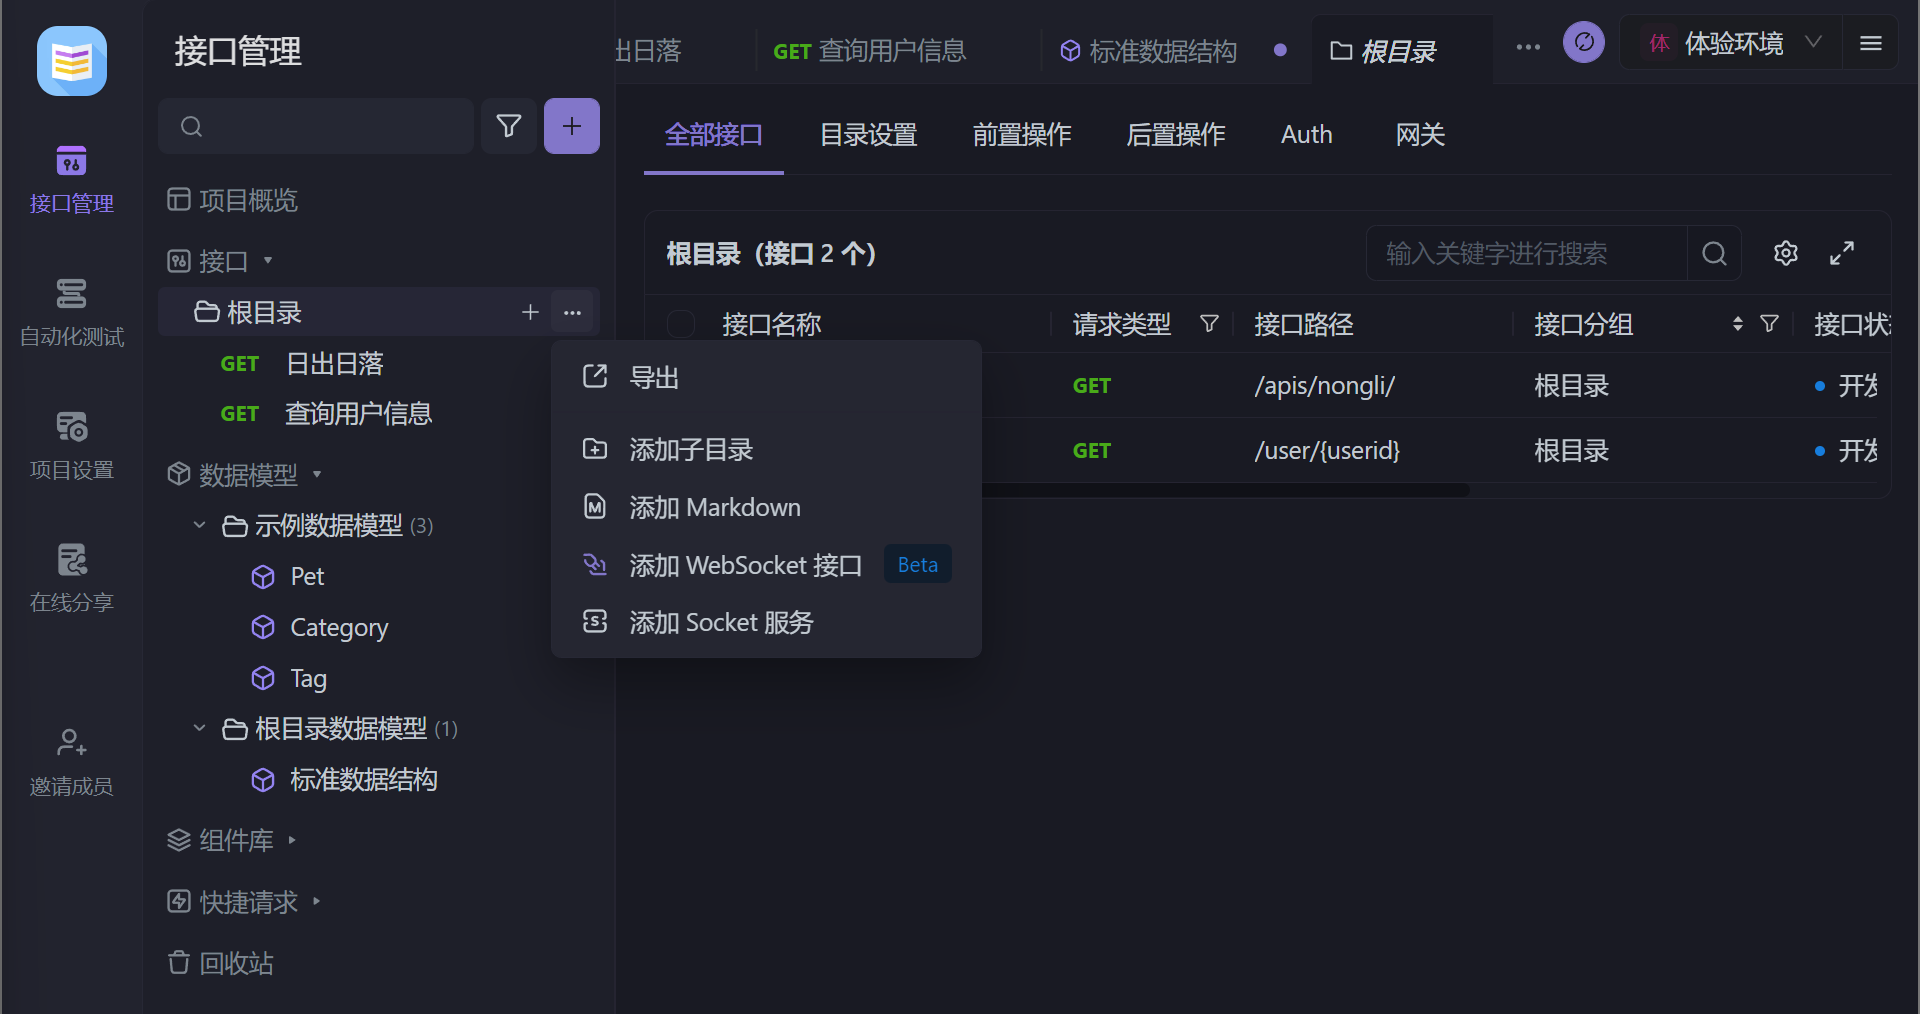 接口管理
自动化测试
项目设置
在线分享
邀请成员
接口管理
项目概览
接口
根目录
GET 日出日落
GET 查询用户信息
数据模型
示例数据模型 (3)
Pet
Category
Tag
根目录数据模型 (1)
标准数据结构
组件库
快捷请求
回收站
出日落
GET 查询用户信息
标准数据结构
根目录
体 体验环境
全部接口 目录设置 前置操作 后置操作 Auth 网关
根目录（接口 2 个）
输入关键字进行搜索
接口名称 请求类型 接口路径 接口分组 接口状
GET /apis/nongli/ 根目录 开发
GET /user/{userid} 根目录 开发
导出
添加子目录
添加 Markdown
添加 WebSocket 接口 Beta
添加 Socket 服务